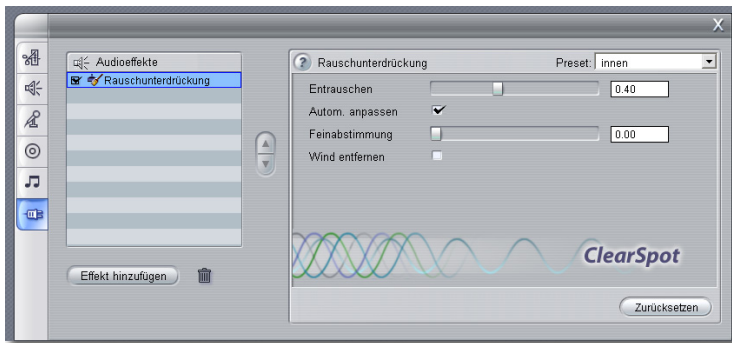 X
Audioeffekte
Rauschunterdrückung
Effekt hinzufügen
? Rauschunterdrückung Preset: innen
Entrauschen 0.40
Autom. anpassen
Feinabstimmung 0.00
Wind entfernen
ClearSpot
Zurücksetzen